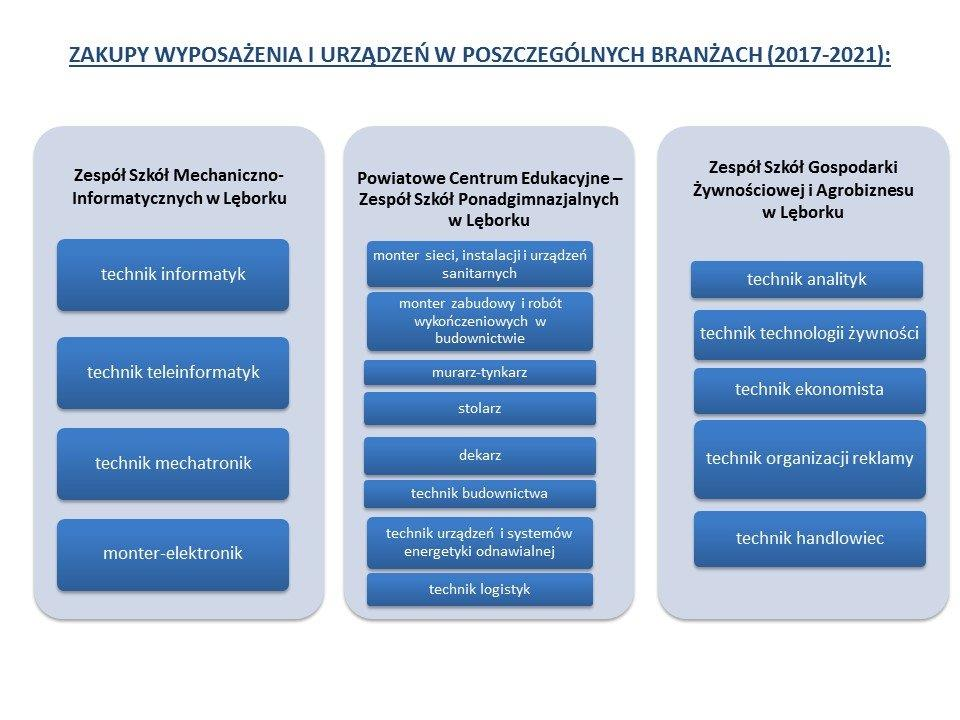 ZAKUPY WYPOSAŻENIA I URZĄDZEŃ W POSZCZEGÓLNYCH BRANŻACH (2017-2021):
Zespół Szkół Mechaniczno-
Informatycznych w Lęborku
technik informatyk
technik teleinformatyk
technik mechatronik
monter-elektronik
Powiatowe Centrum Edukacyjne –
Zespół Szkół Ponadgimnazjalnych
w Lęborku
monter sieci, instalacji i urządzeń
sanitarnych
monter zabudowy i robót
wykończeniowych w
budownictwie
murarz-tynkarz
stolarz
dekarz
technik budownictwa
technik urządzeń i systemów
energetyki odnawialnej
technik logistyk
Zespół Szkół Gospodarki
Żywnościowej i Agrobiznesu
w Lęborku
technik analityk
technik technologii żywności
technik ekonomista
technik organizacji reklamy
technik handlowiec